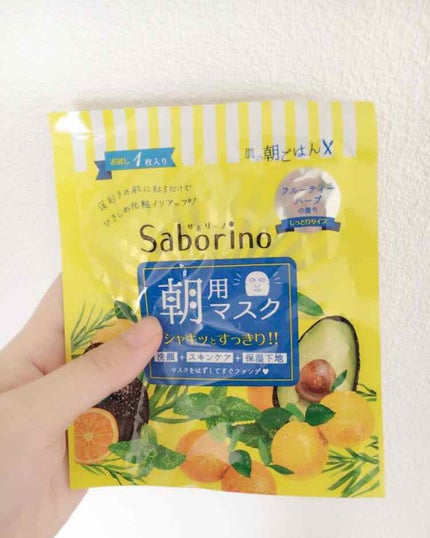 お試し1枚入り
肌の朝ごはん
寝起きの肌に貼るだけで
ひきしめ化粧ノリアップ!
フルーティー
ハーブ
の香り
しっとりタイプ
サボリーノ
Saborino
朝用マスク
シャキッとすっきり!!
洗顔+スキンケア+保湿下地
マスクをはずしてすぐファンデ♥